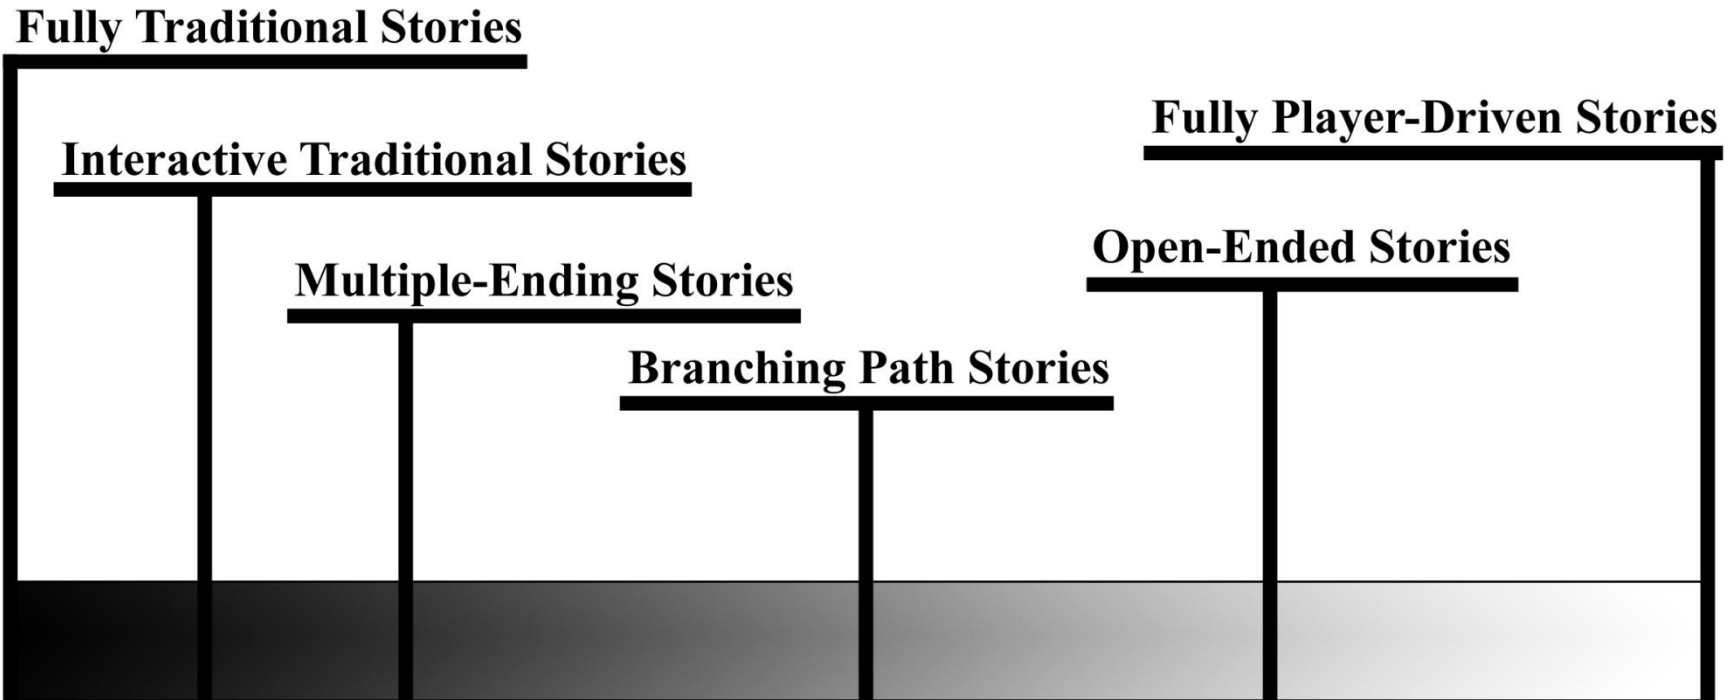 Fully Traditional Stories
Fully Player-Driven Stories
Interactive Traditional Stories
Open-Ended Stories
Multiple-Ending Stories
Branching Path Stories